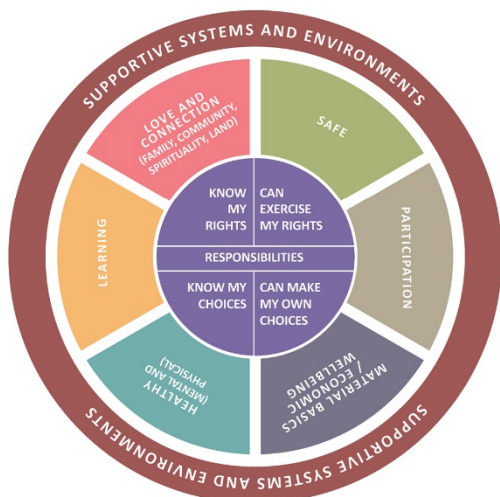 SUPPORTIVE SYSTEMS AND ENVIRONMENTS
LOVE AND
CONNECTION
(FAMILY, COMMUNITY,
SPIRITUALITY, LAND)
SAFE
LEARNING
KNOW
MY
RIGHTS
CAN
EXERCISE
MY RIGHTS
RESPONSIBILITIES
KNOW MY
CHOICES
CAN MAKE
MY OWN
CHOICES
PARTICIPATION
HEALTHY
(MENTAL AND
PHYSICAL)
MATERIAL BASICS
/ ECONOMIC
WELLBEING
SUPPORTIVE SYSTEMS AND ENVIRONMENTS